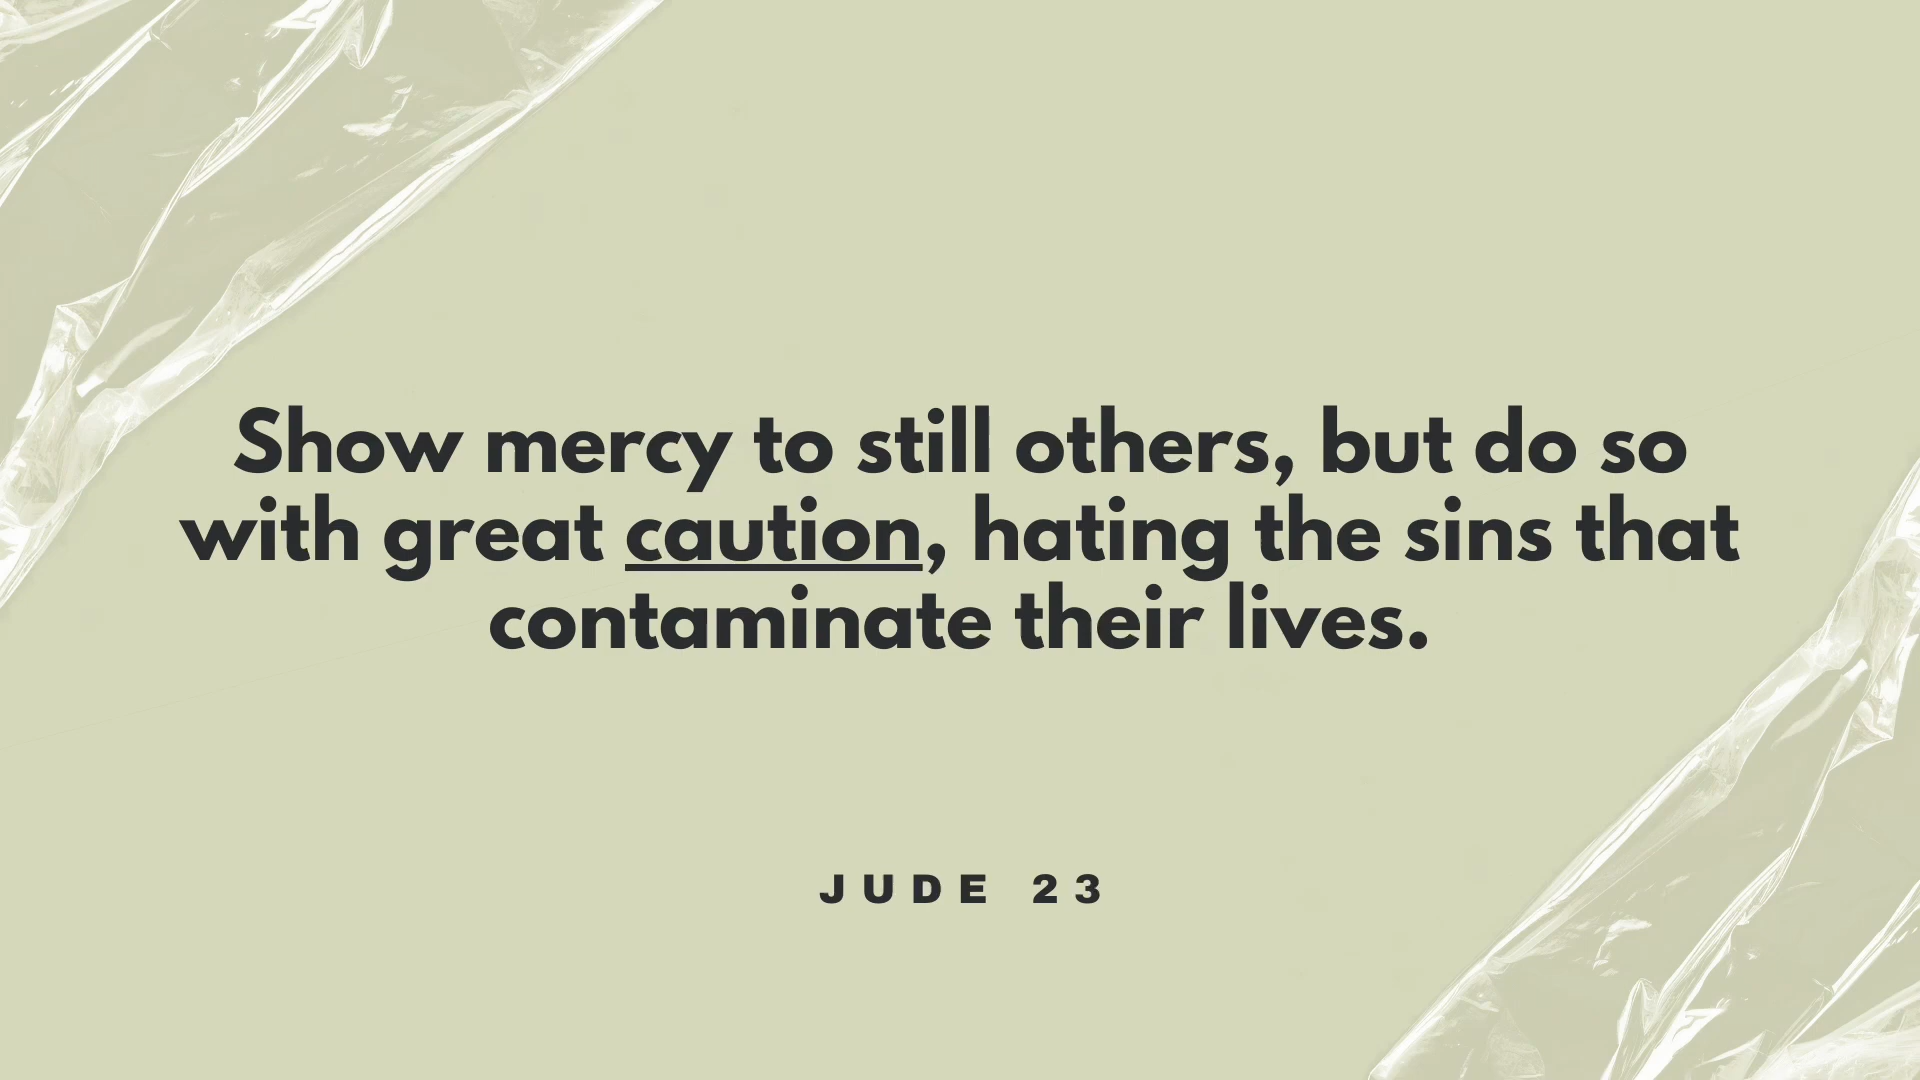 Show mercy to still others, but do so
with great caution, hating the sins that
contaminate their lives.
JUDE 23